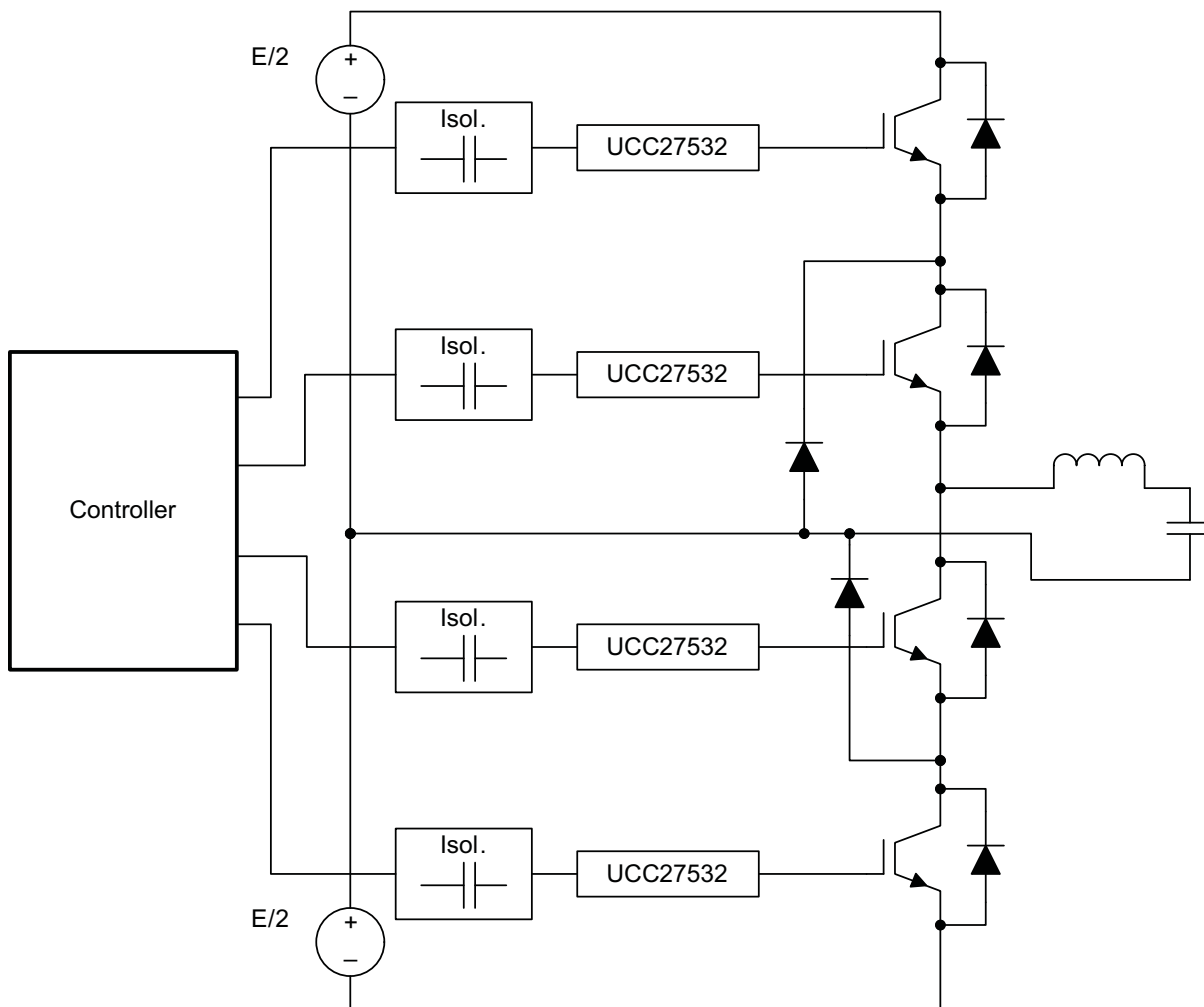 E/2
+
–
Isol.
UCC27532
Isol.
UCC27532
Controller
Isol.
UCC27532
Isol.
UCC27532
E/2
+
–